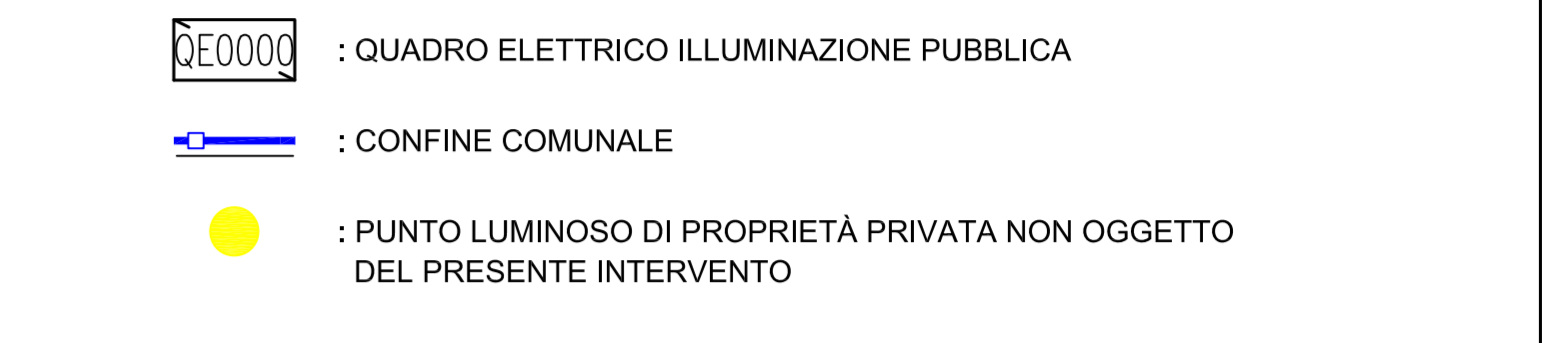 QE0000 : QUADRO ELETTRICO ILLUMINAZIONE PUBBLICA
: CONFINE COMUNALE
: PUNTO LUMINOSO DI PROPRIETÀ PRIVATA NON OGGETTO
DEL PRESENTE INTERVENTO